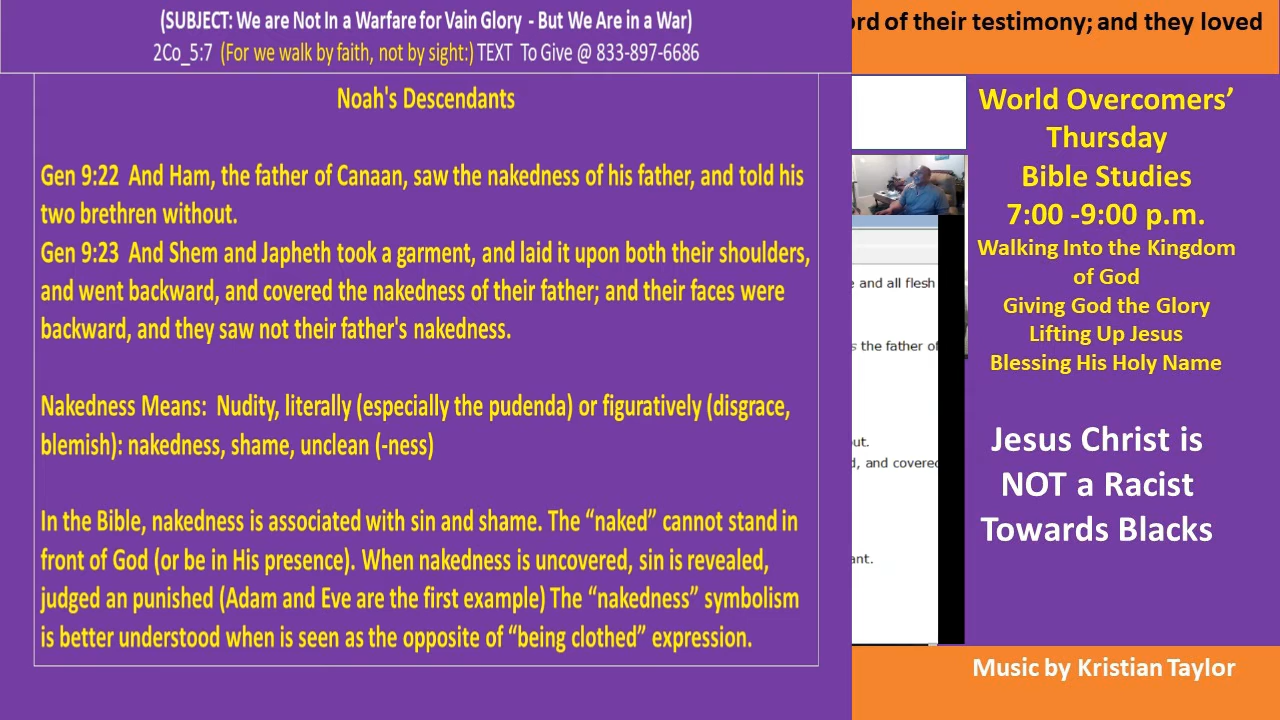 (SUBJECT: We are Not In a Warfare for Vain Glory - But We Are in a War)
2Co_5:7 (For we walk by faith, not by sight:) TEXT To Give @ 833-897-6686
Noah's Descendants
Gen 9:22 And Ham, the father of Canaan, saw the nakedness of his father, and told his
two brethren without.
Gen 9:23 And Shem and Japheth took a garment, and laid it upon both their shoulders,
and went backward, and covered the nakedness of their father; and their faces were
backward, and they saw not their father's nakedness.
Nakedness Means: Nudity, literally (especially the pudenda) or figuratively (disgrace,
blemish): nakedness, shame, unclean (-ness)
In the Bible, nakedness is associated with sin and shame. The “naked” cannot stand in
front of God (or be in His presence). When nakedness is uncovered, sin is revealed,
judged an punished (Adam and Eve are the first example) The “nakedness” symbolism
is better understood when is seen as the opposite of “being clothed” expression.
of their testimony; and they loved
and all flesh
the father of
and
World Overcomers’
Thursday
Bible Studies
7:00 -9:00 p.m.
Walking Into the Kingdom
of God
Giving God the Glory
Lifting Up Jesus
Blessing His Holy Name
Jesus Christ is
NOT a Racist
Towards Blacks
Music by Kristian Taylor